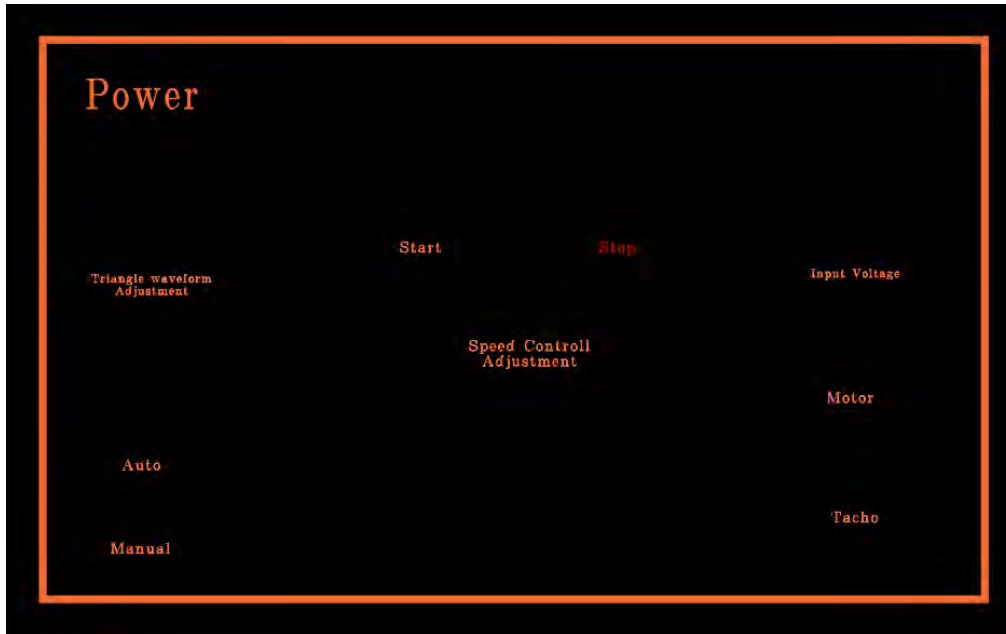 Power
Start
Stop
Triangle waveform
Adjustment
Input Voltage
Speed Controll
Adjustment
Motor
Auto
Tacho
Manual